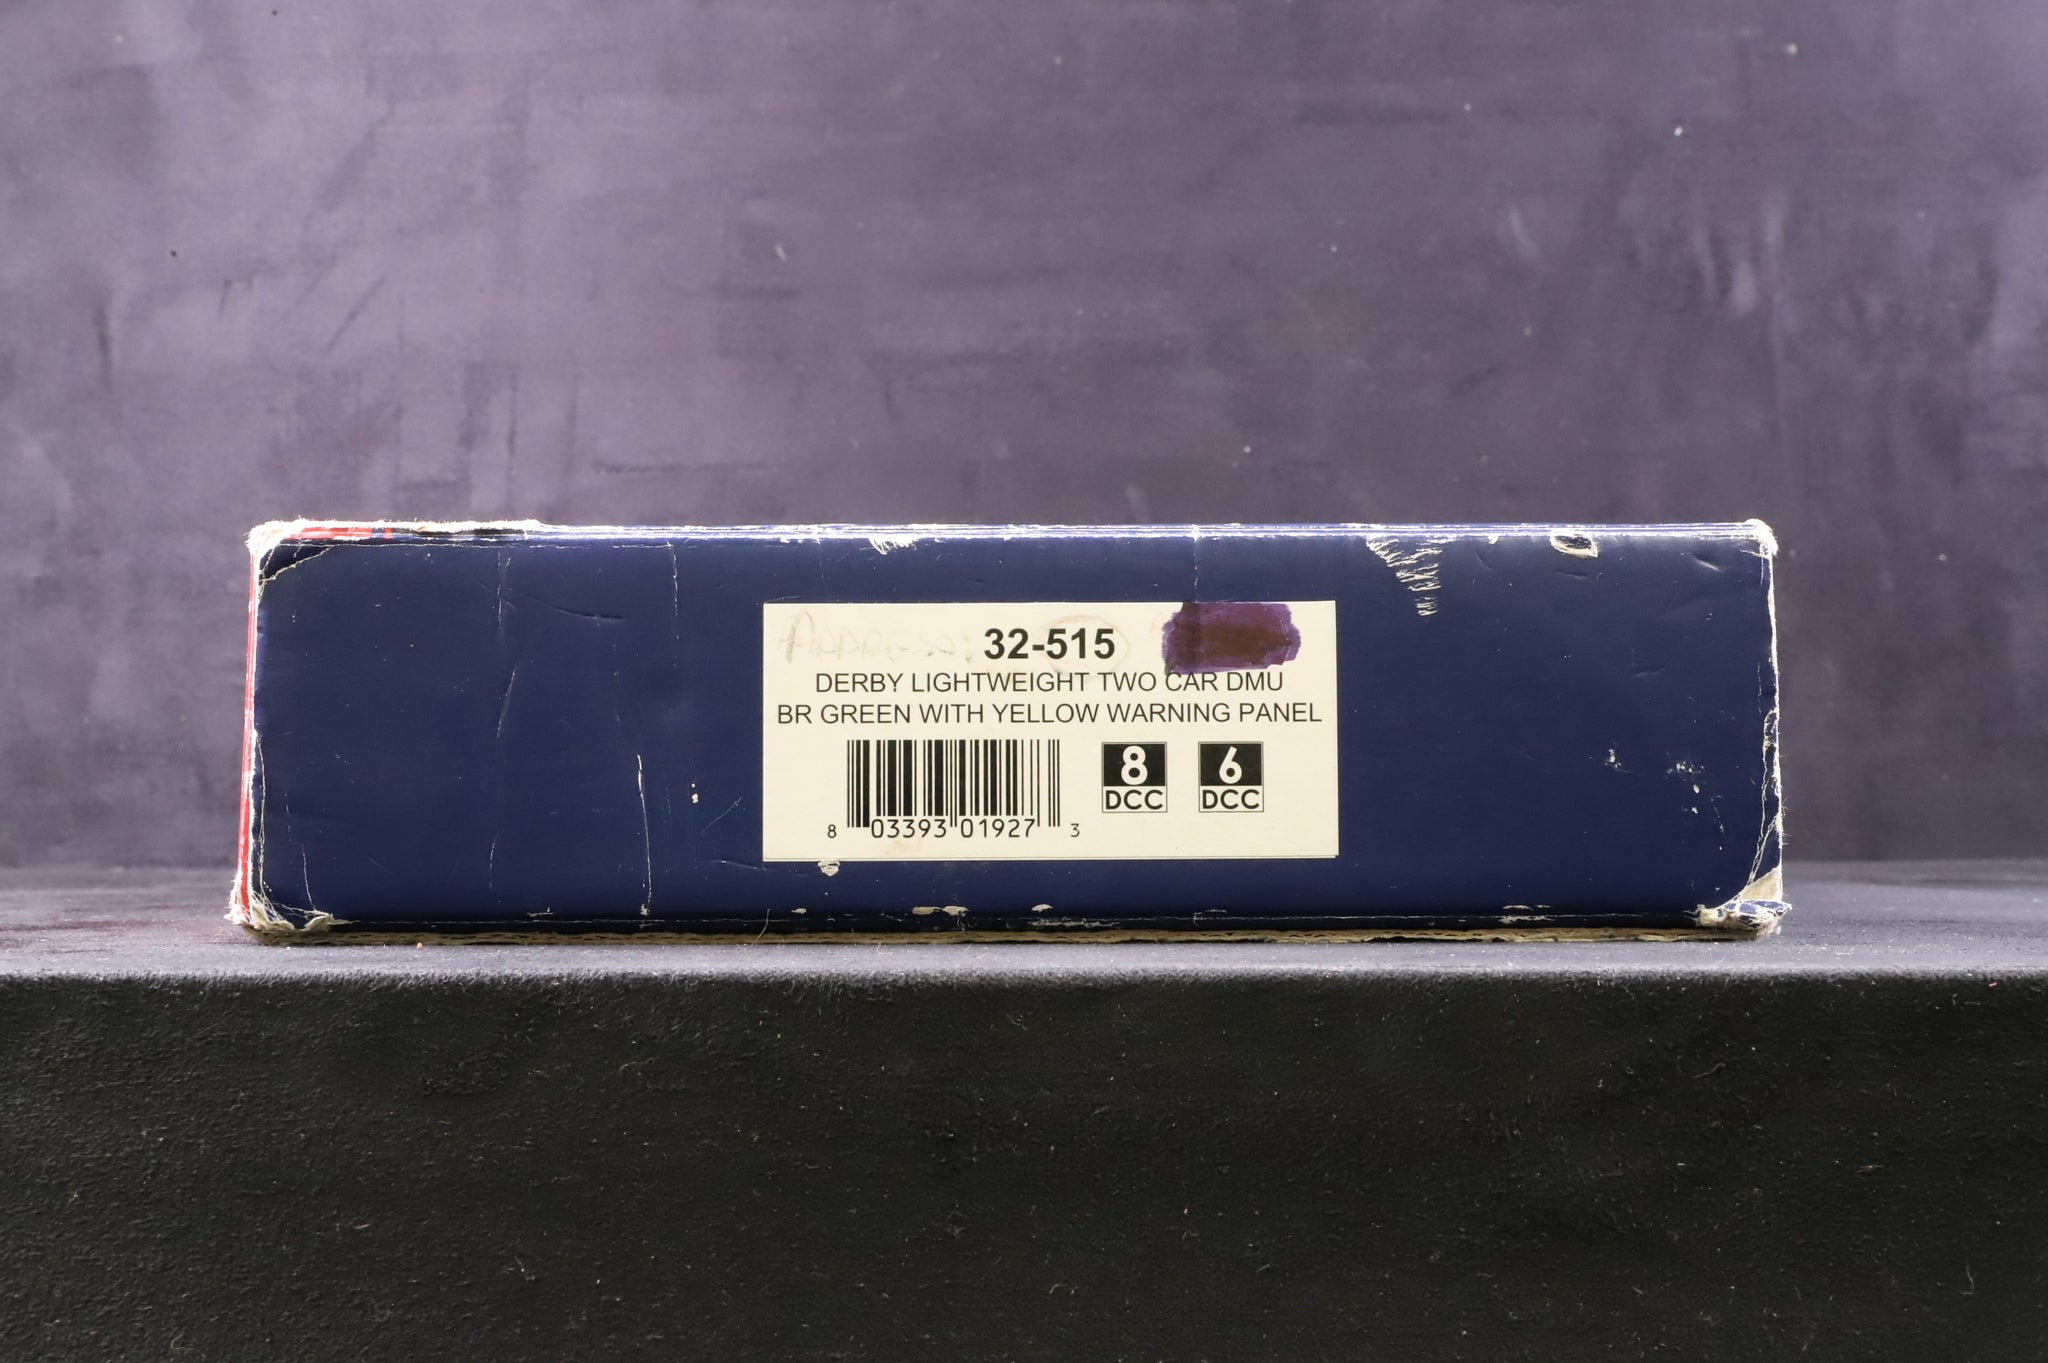 32-515
DERBY LIGHTWEIGHT TWO CAR DMU
BR GREEN WITH YELLOW WARNING PANEL
8 DCC
6 DCC
8 03393 01927 3